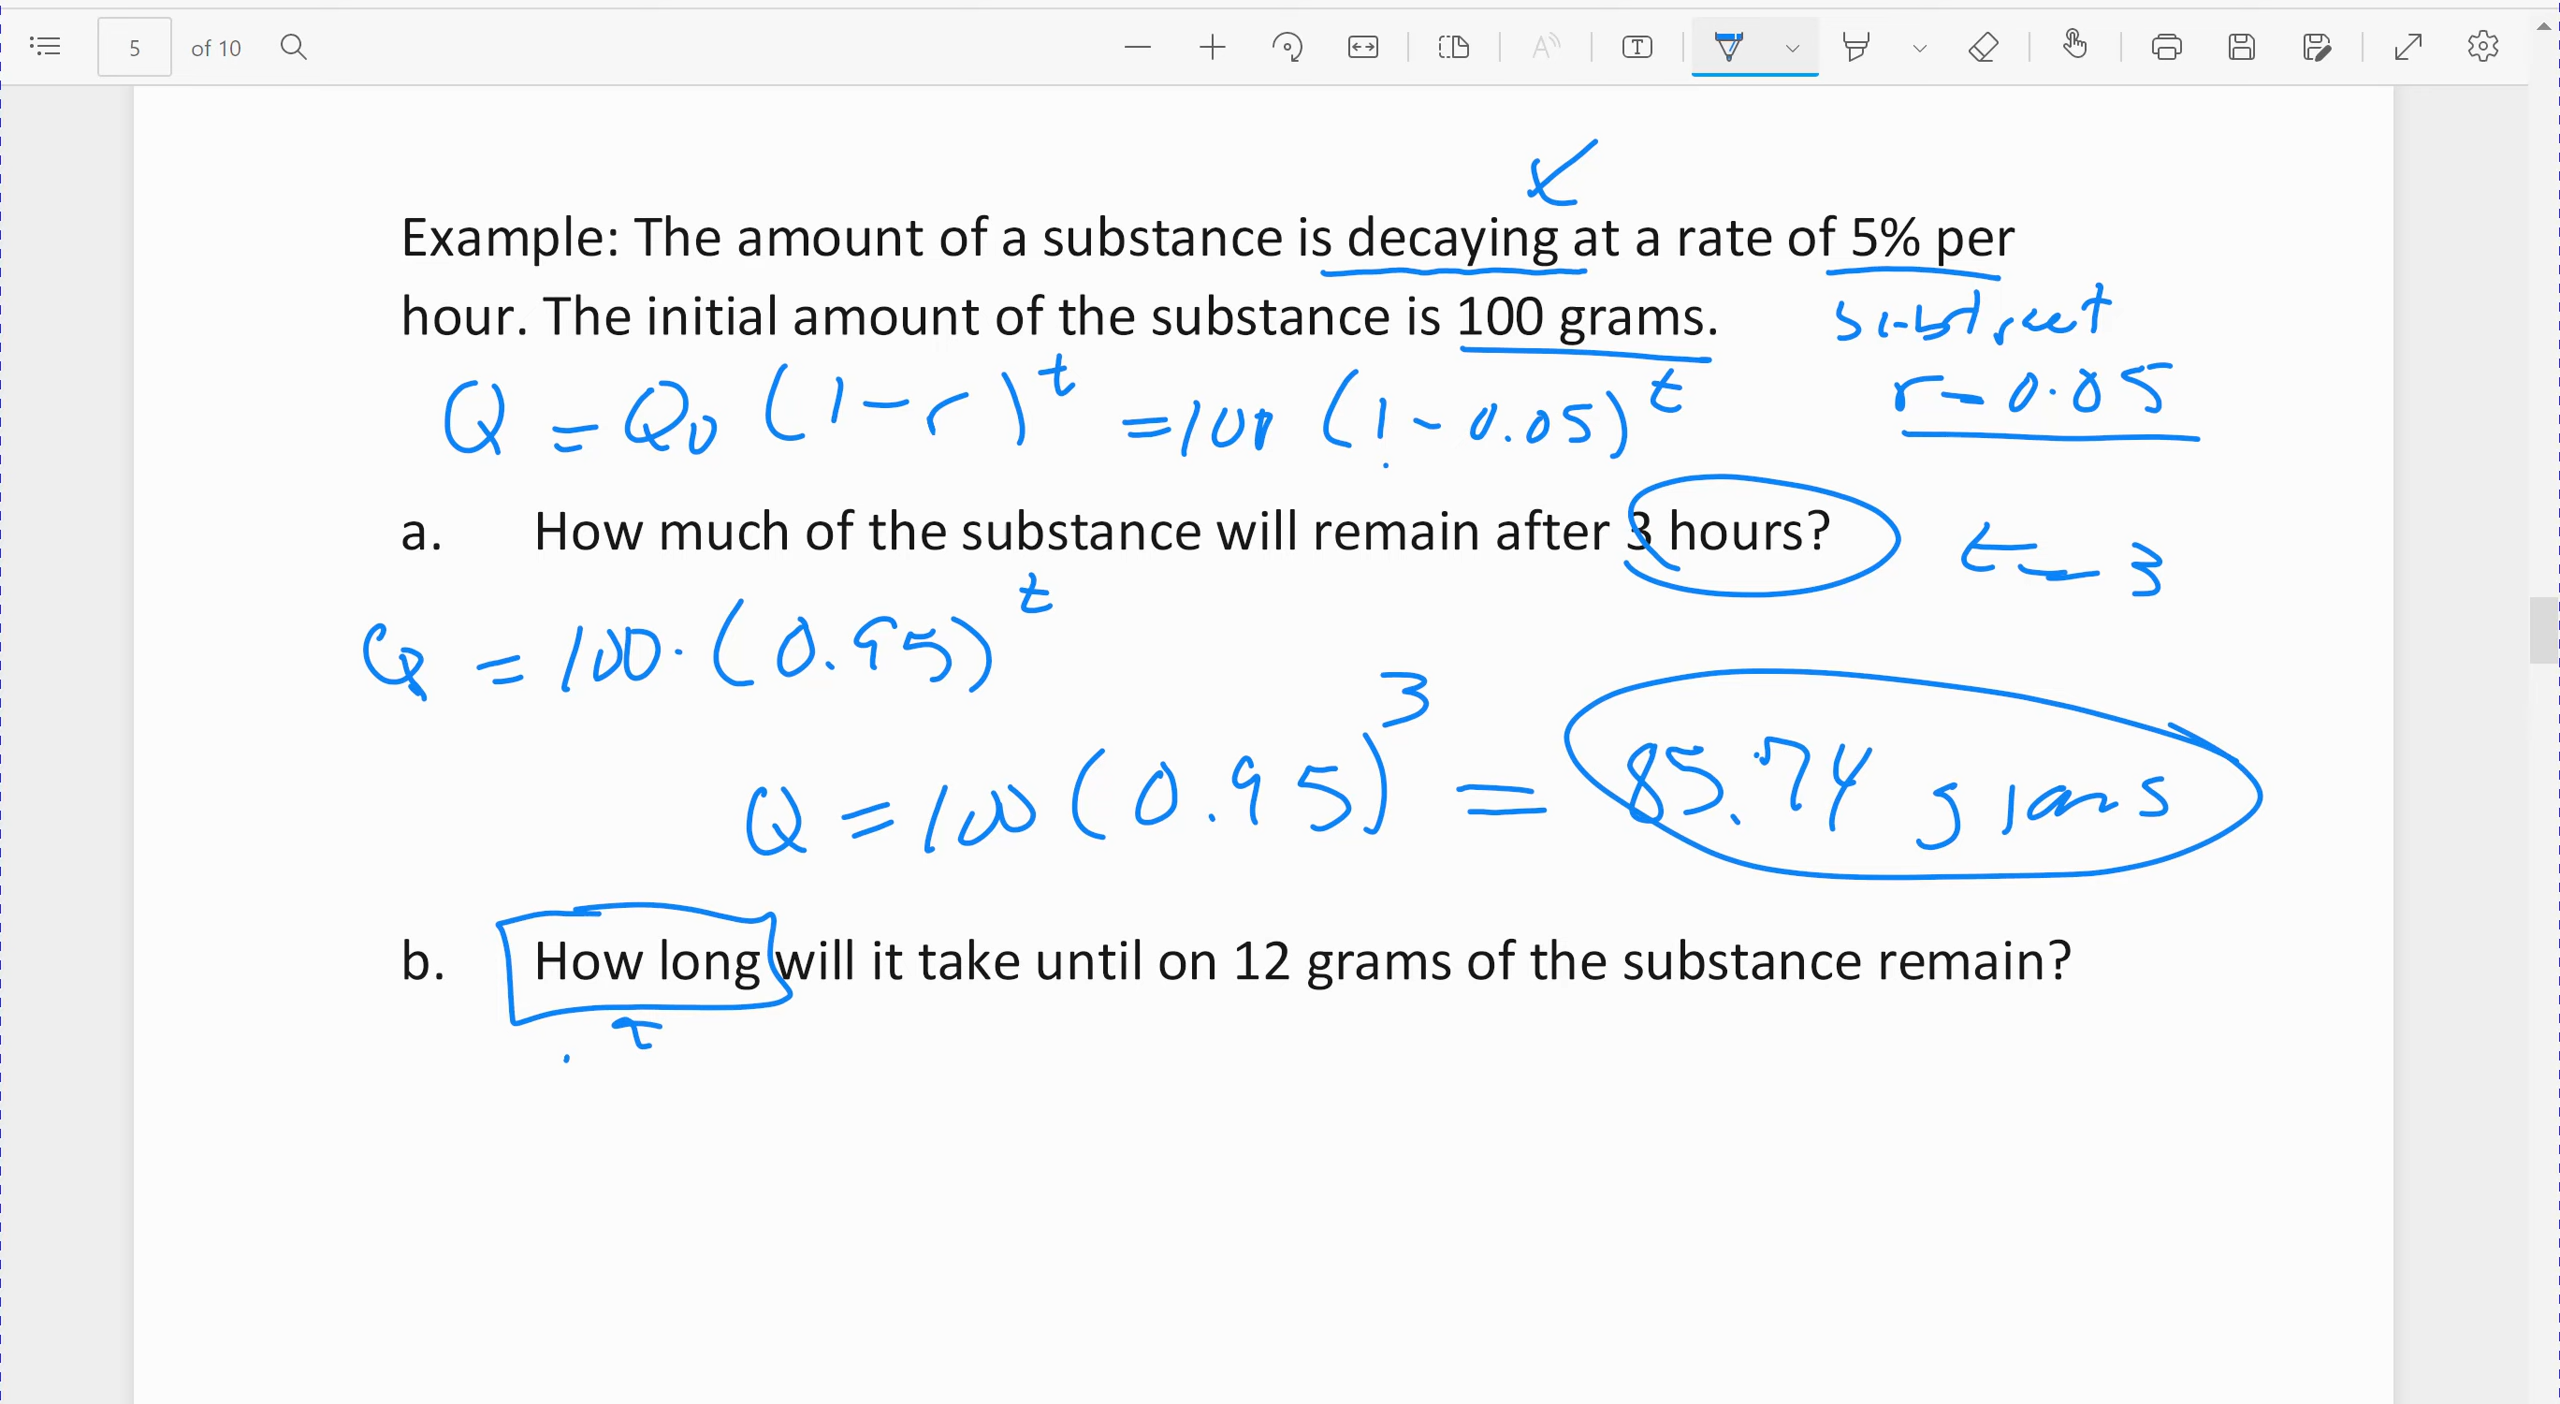 5 of 10
Example: The amount of a substance is decaying at a rate of 5% per
hour. The initial amount of the substance is 100 grams.
subtract
Q = Q₀ (1 - r)^t = 100 (1 - 0.05)^t
r = 0.05
a. How much of the substance will remain after 3 hours?
t = 3
Q = 100 · (0.95)^t
Q = 100 (0.95)^3 = 85.74 grams
b. How long will it take until on 12 grams of the substance remain?
t